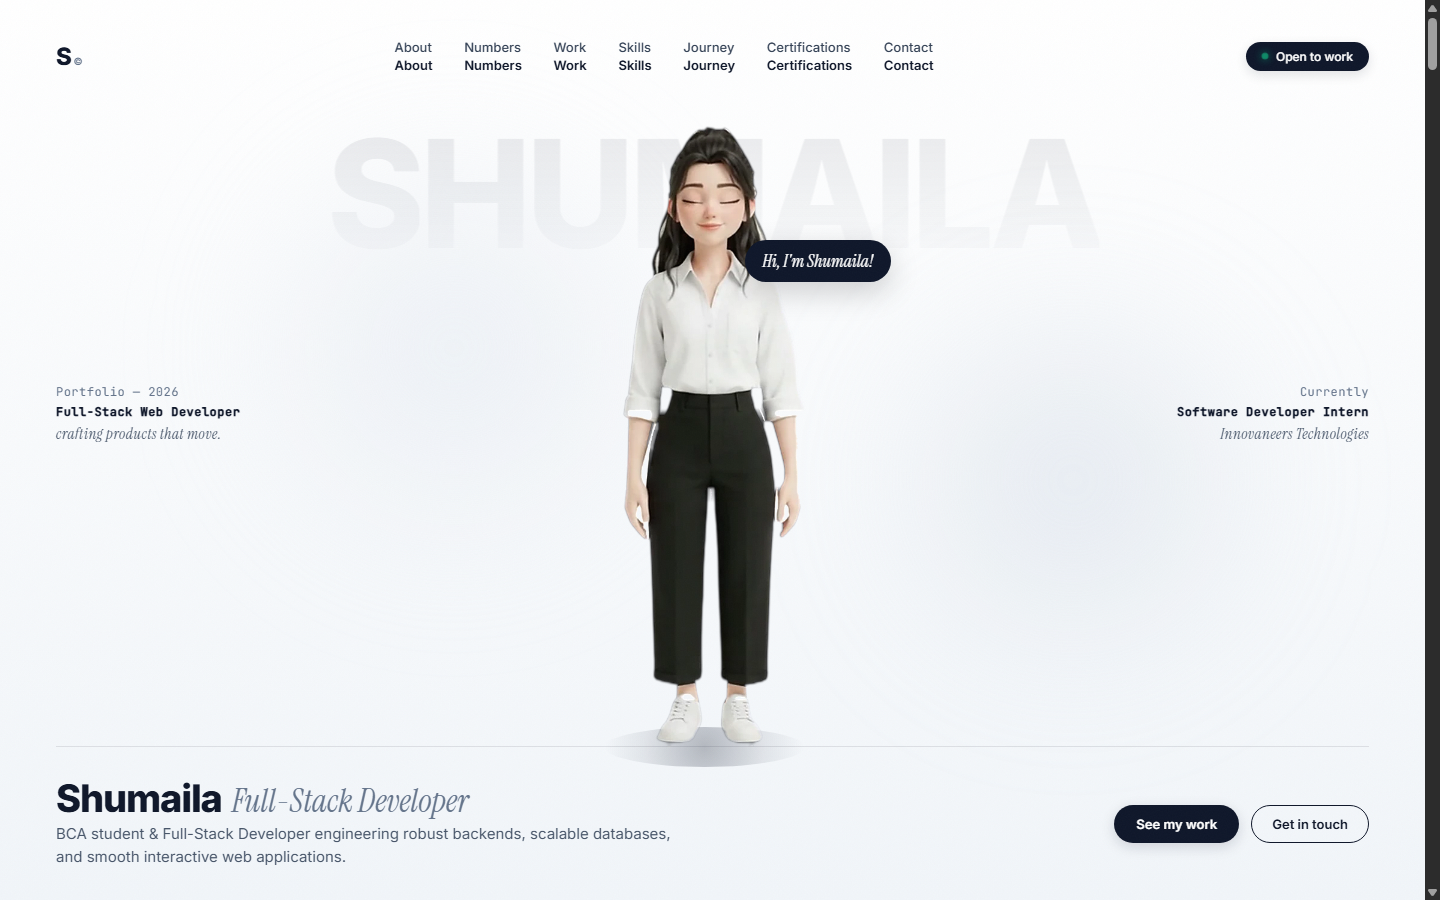 S©
About Numbers Work Skills Journey Certifications Contact
About Numbers Work Skills Journey Certifications Contact
Open to work
SHUMAILA
Hi, I'm Shumaila!
Portfolio — 2026
Full-Stack Web Developer
crafting products that move.
Currently
Software Developer Intern
Innovaneers Technologies
Shumaila Full-Stack Developer
BCA student & Full-Stack Developer engineering robust backends, scalable databases,
and smooth interactive web applications.
See my work
Get in touch